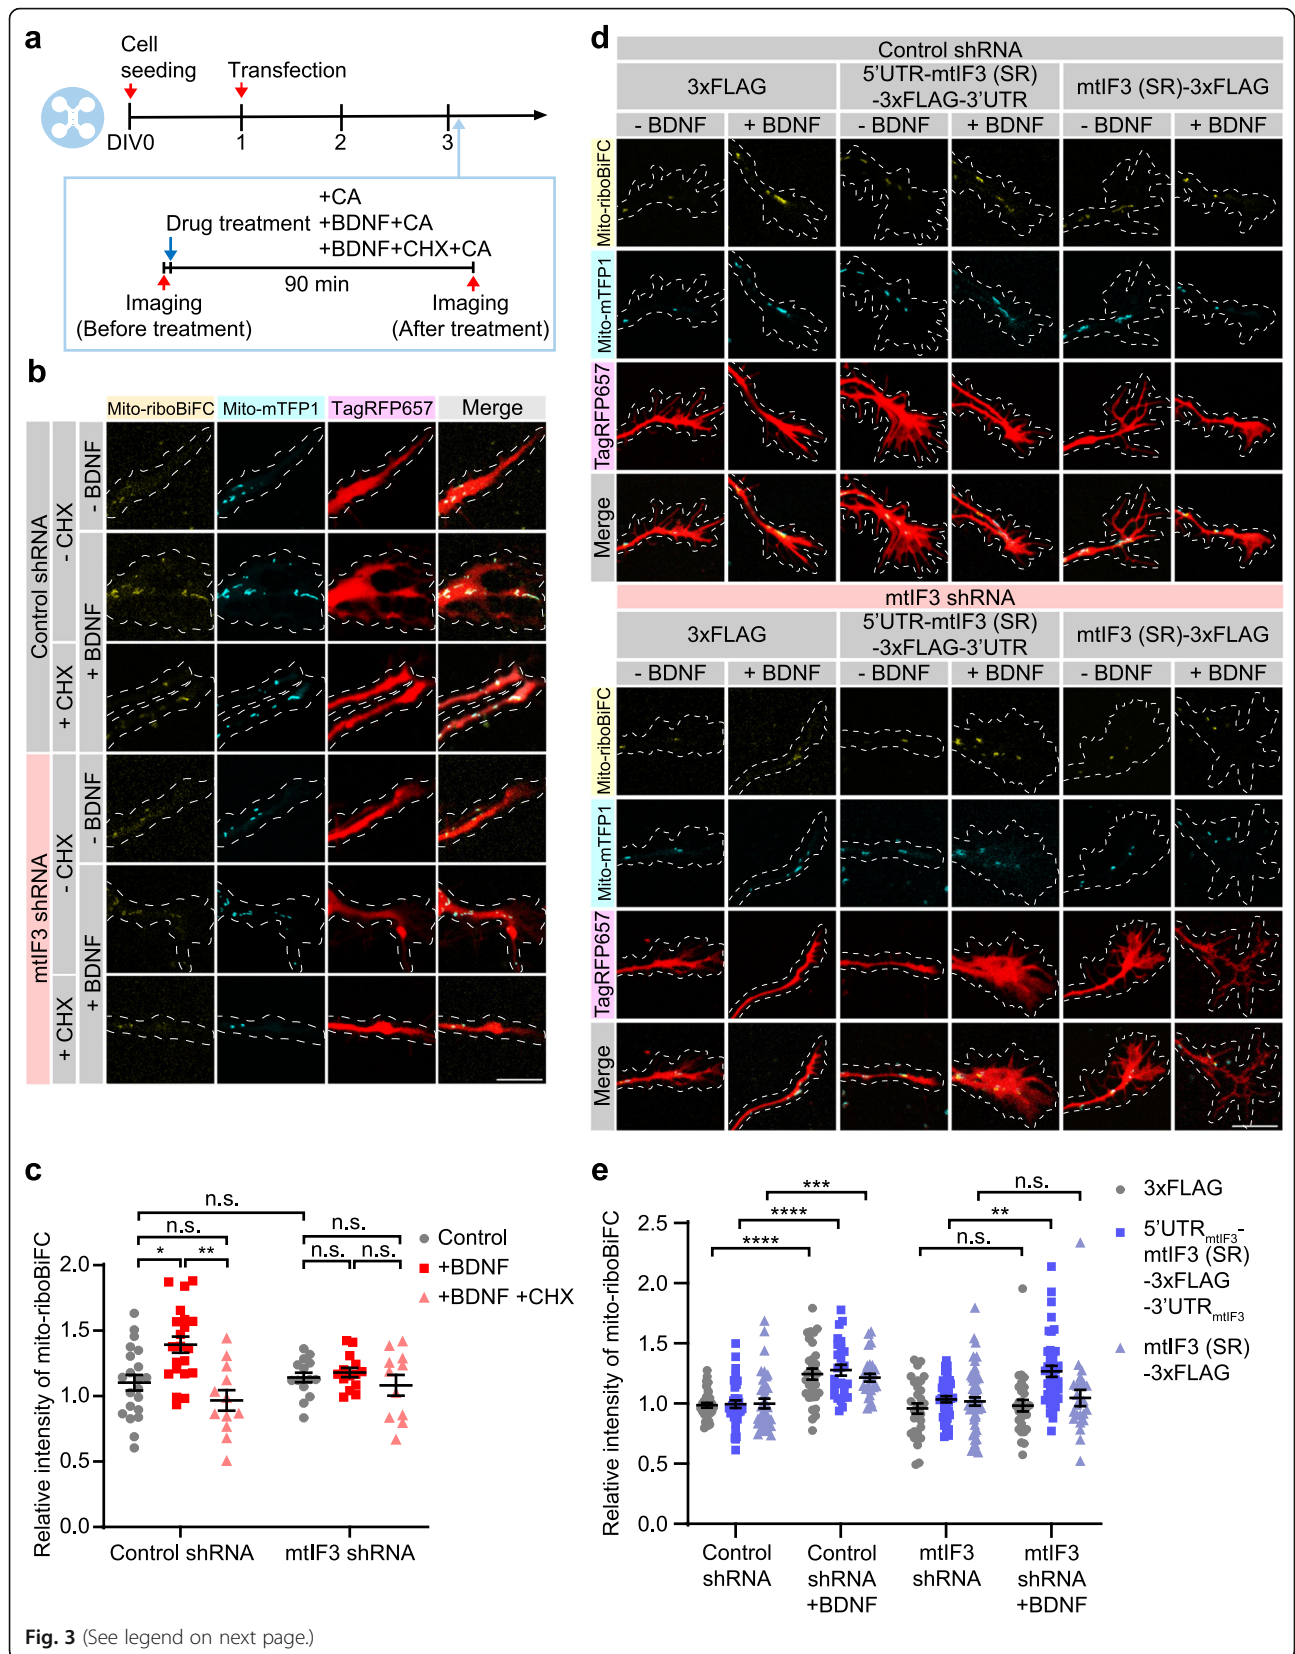 a
Cell
seeding
Transfection
DIV0
1
2
3
+CA
Drug treatment +BDNF+CA
+BDNF+CHX+CA
90 min
Imaging
(Before treatment)
Imaging
(After treatment)
b
Mito-riboBiFC
Mito-mTFP1
TagRFP657
Merge
Control shRNA
- CHX
+ CHX
- BDNF
+ BDNF
mtIF3 shRNA
- CHX
+ CHX
- BDNF
+ BDNF
c
n.s.
n.s.
*
**
n.s.
n.s.
n.s.
Control
+BDNF
+BDNF +CHX
Relative intensity of mito-riboBiFC
2.0
1.5
1.0
0.5
0.0
Control shRNA
mtIF3 shRNA
d
Control shRNA
3xFLAG
5'UTR-mtIF3 (SR)
-3xFLAG-3'UTR
mtIF3 (SR)-3xFLAG
- BDNF
+ BDNF
- BDNF
+ BDNF
- BDNF
+ BDNF
Mito-riboBiFC
Mito-mTFP1
TagRFP657
Merge
mtIF3 shRNA
3xFLAG
5'UTR-mtIF3 (SR)
-3xFLAG-3'UTR
mtIF3 (SR)-3xFLAG
- BDNF
+ BDNF
- BDNF
+ BDNF
- BDNF
+ BDNF
Mito-riboBiFC
Mito-mTFP1
TagRFP657
Merge
e
***
****
****
n.s.
**
n.s.
3xFLAG
5'UTRmtIF3-
mtIF3 (SR)
-3xFLAG
-3'UTRmtIF3
mtIF3 (SR)
-3xFLAG
Relative intensity of mito-riboBiFC
2.5
2.0
1.5
1.0
0.5
0.0
Control
shRNA
Control
shRNA
+BDNF
mtIF3
shRNA
mtIF3
shRNA
+BDNF
Fig. 3 (See legend on next page.)